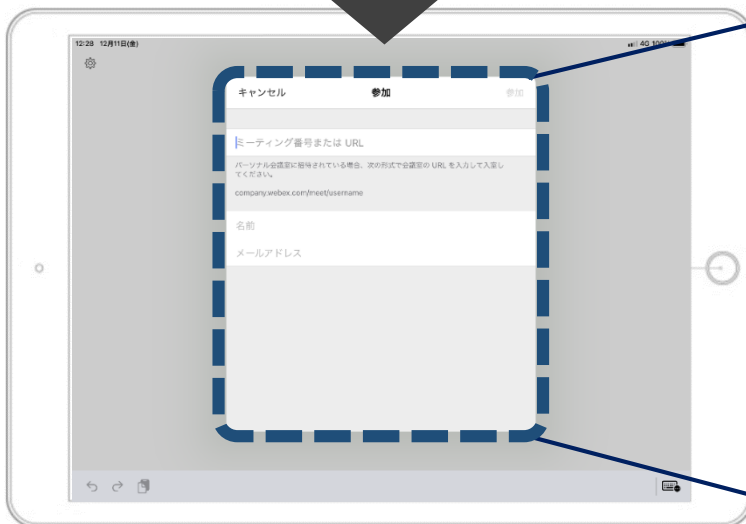 12:28 12月11日(金)
4G 100%
キャンセル 参加 参加
ミーティング番号または URL
パーソナル会議室に招待されている場合、次の形式で会議室の URL を入力して入室し
てください。
company.webex.com/meet/username
名前
メールアドレス